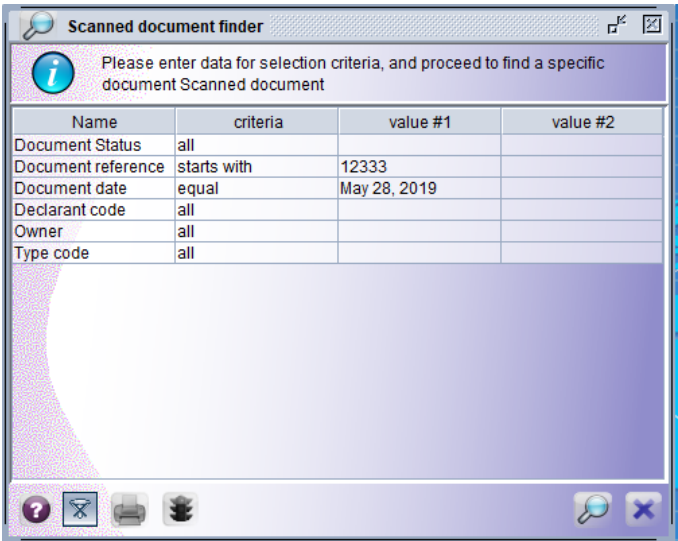 Scanned document finder
Please enter data for selection criteria, and proceed to find a specific
document Scanned document
Name criteria value #1 value #2
Document Status all
Document reference starts with 12333
Document date equal May 28, 2019
Declarant code all
Owner all
Type code all